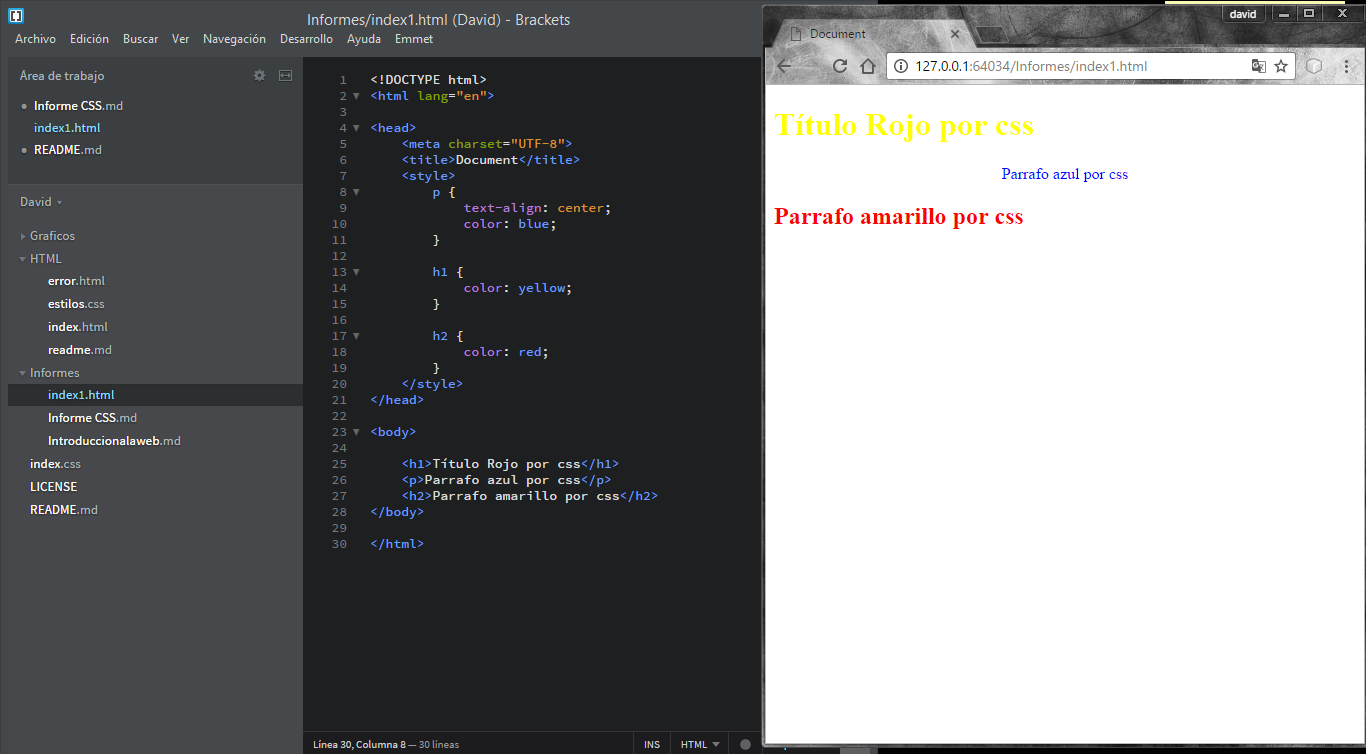 Informes/index1.html (David) - Brackets
Archivo Edición Buscar Ver Navegación Desarrollo Ayuda Emmet
Área de trabajo
Informe CSS.md
index1.html
README.md
David
Graficos
HTML
error.html
estilos.css
index.html
readme.md
Informes
index1.html
Informe CSS.md
Introduccionalaweb.md
index.css
LICENSE
README.md
1 <!DOCTYPE html>
2 <html lang="en">
3
4 <head>
5     <meta charset="UTF-8">
6     <title>Document</title>
7     <style>
8         p {
9             text-align: center;
10             color: blue;
11         }
12
13         h1 {
14             color: yellow;
15         }
16
17         h2 {
18             color: red;
19         }
20     </style>
21 </head>
22
23 <body>
24
25     <h1>Título Rojo por css</h1>
26     <p>Parrafo azul por css</p>
27     <h2>Parrafo amarillo por css</h2>
28 </body>
29
30 </html>
Línea 30, Columna 8 — 30 líneas INS HTML
david
Document
127.0.0.1:64034/Informes/index1.html
Título Rojo por css
Parrafo azul por css
Parrafo amarillo por css